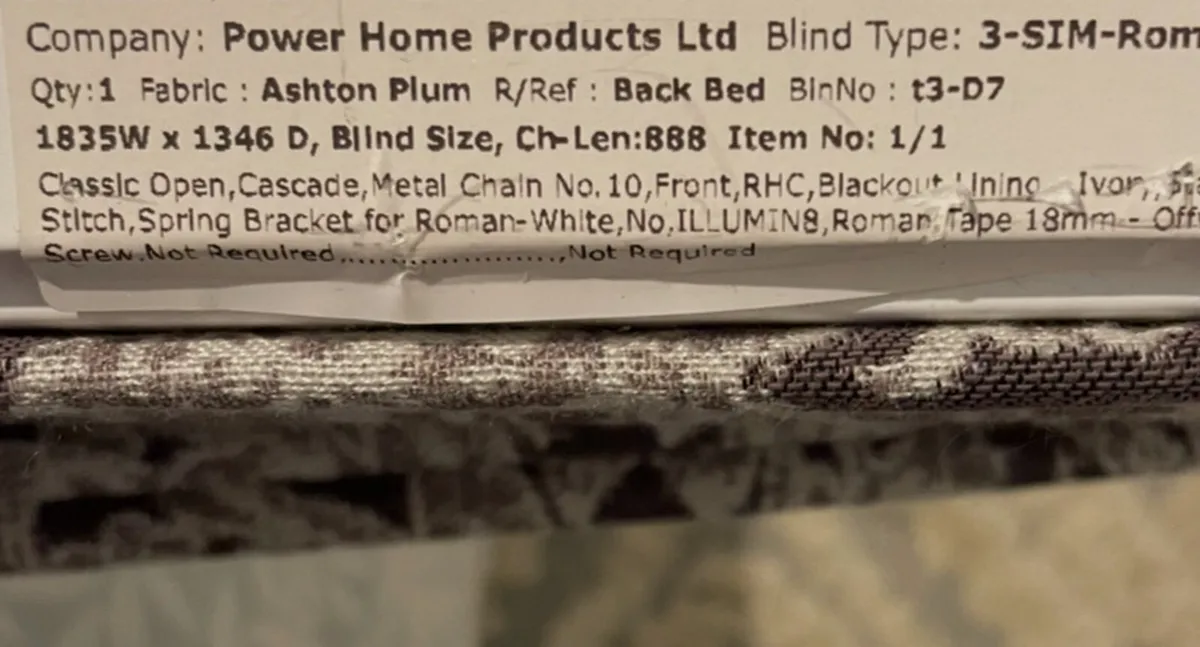 Company: Power Home Products Ltd Blind Type: 3-SIM-Rom
Qty:1 Fabric : Ashton Plum R/Ref : Back Bed BlnNo : t3-D7
1835W x 1346 D, Blind Size, Ch-Len:888 Item No: 1/1
Classic Open,Cascade,Metal Chain No.10,Front,RHC,Blackout Lining
Stitch,Spring Bracket for Roman-White,No,ILLUMIN8,Roman Tape 18mm - Off
Screw,Not Required,......................,Not Required